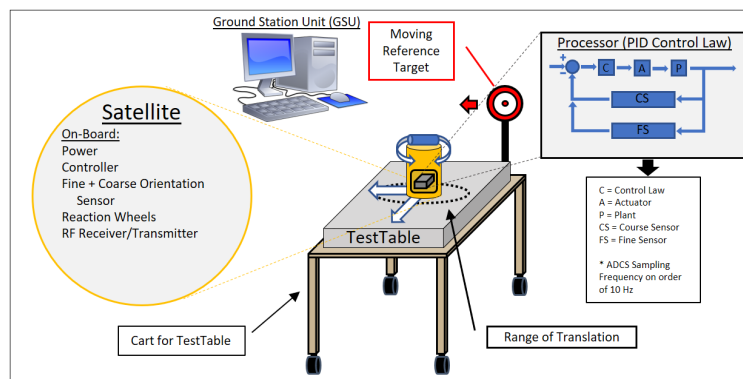 Ground Station Unit (GSU)
Moving
Reference
Target
Processor (PID Control Law)
+
-
C
A
P
CS
FS
Satellite
On-Board:
Power
Controller
Fine + Coarse Orientation
Sensor
Reaction Wheels
RF Receiver/Transmitter
C = Control Law
A = Actuator
P = Plant
CS = Course Sensor
FS = Fine Sensor
* ADCS Sampling
Frequency on order
of 10 Hz
TestTable
Cart for TestTable
Range of Translation